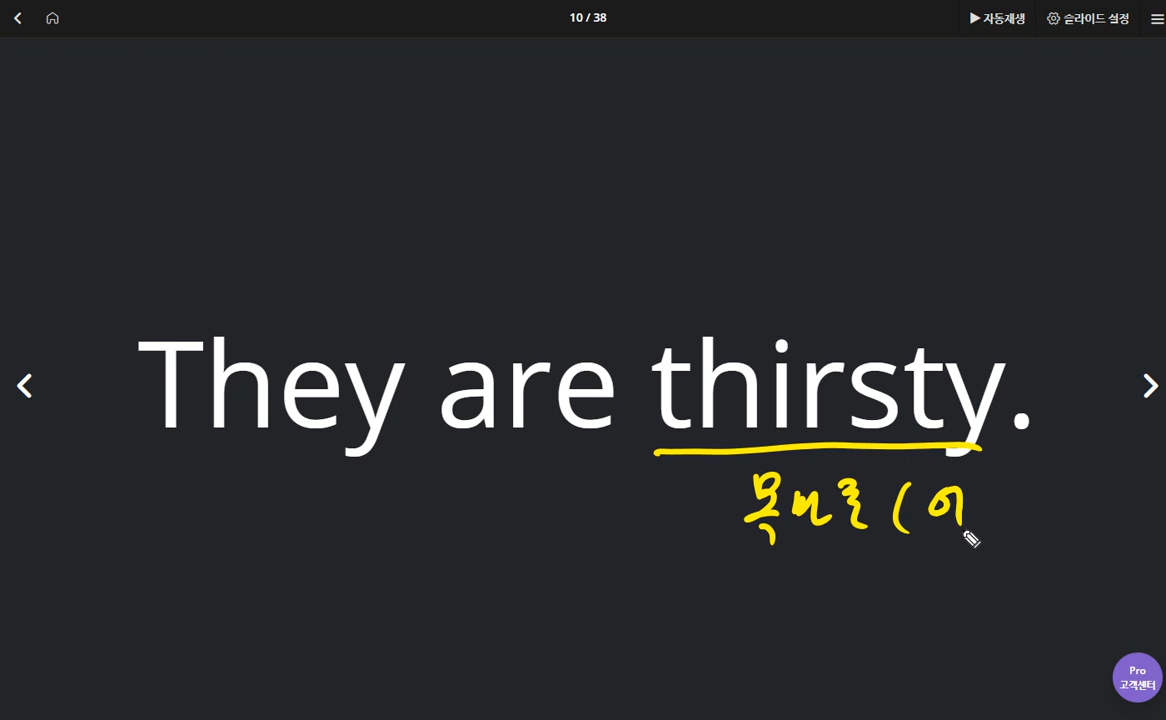 10 / 38
▶ 자동재생
슬라이드 설정
They are thirsty.
목마른 (이
Pro
고객센터